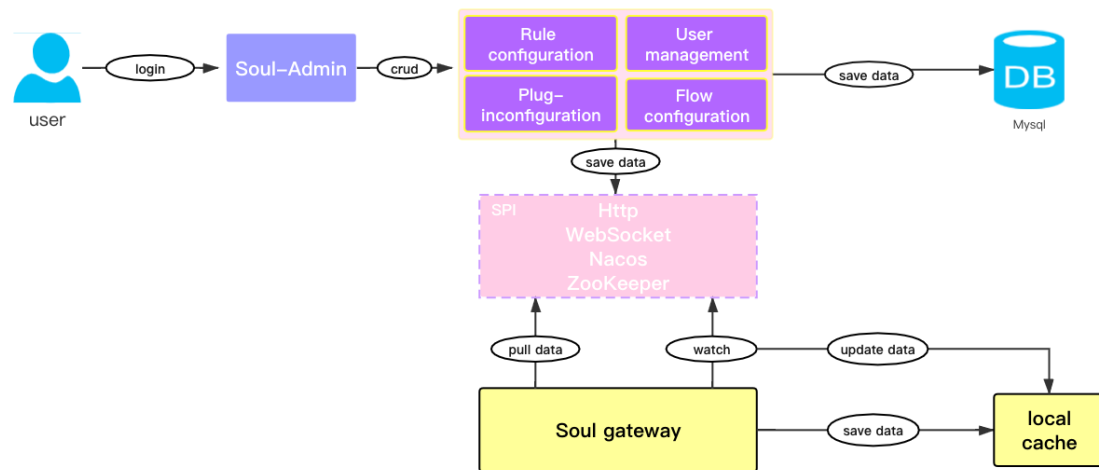 user
login
Soul-Admin
crud
Rule
configuration
User
management
Plug-
inconfiguration
Flow
configuration
save data
DB
Mysql
save data
SPI
Http
WebSocket
Nacos
ZooKeeper
pull data
watch
update data
Soul gateway
save data
local
cache